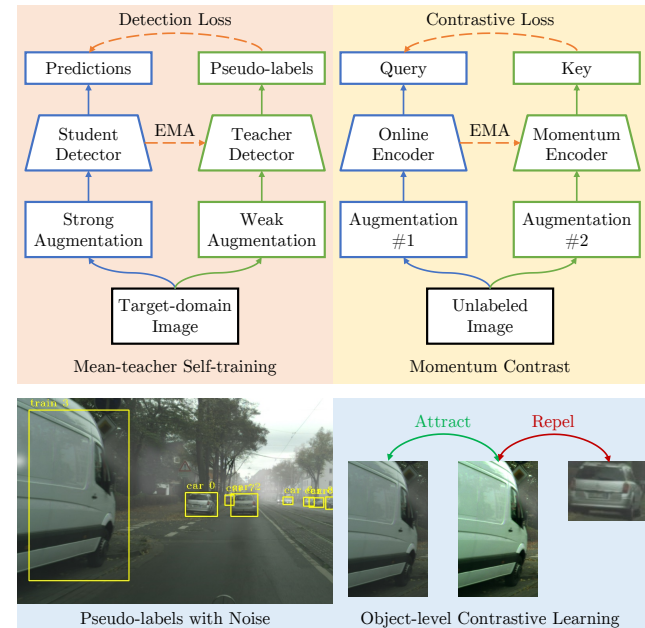 Detection Loss
Predictions
Pseudo-labels
Student
Detector
EMA
Teacher
Detector
Strong
Augmentation
Weak
Augmentation
Target-domain
Image
Mean-teacher Self-training
Contrastive Loss
Query
Key
Online
Encoder
EMA
Momentum
Encoder
Augmentation
#1
Augmentation
#2
Unlabeled
Image
Momentum Contrast
train 3
car 0
Pseudo-labels with Noise
Attract
Repel
Object-level Contrastive Learning